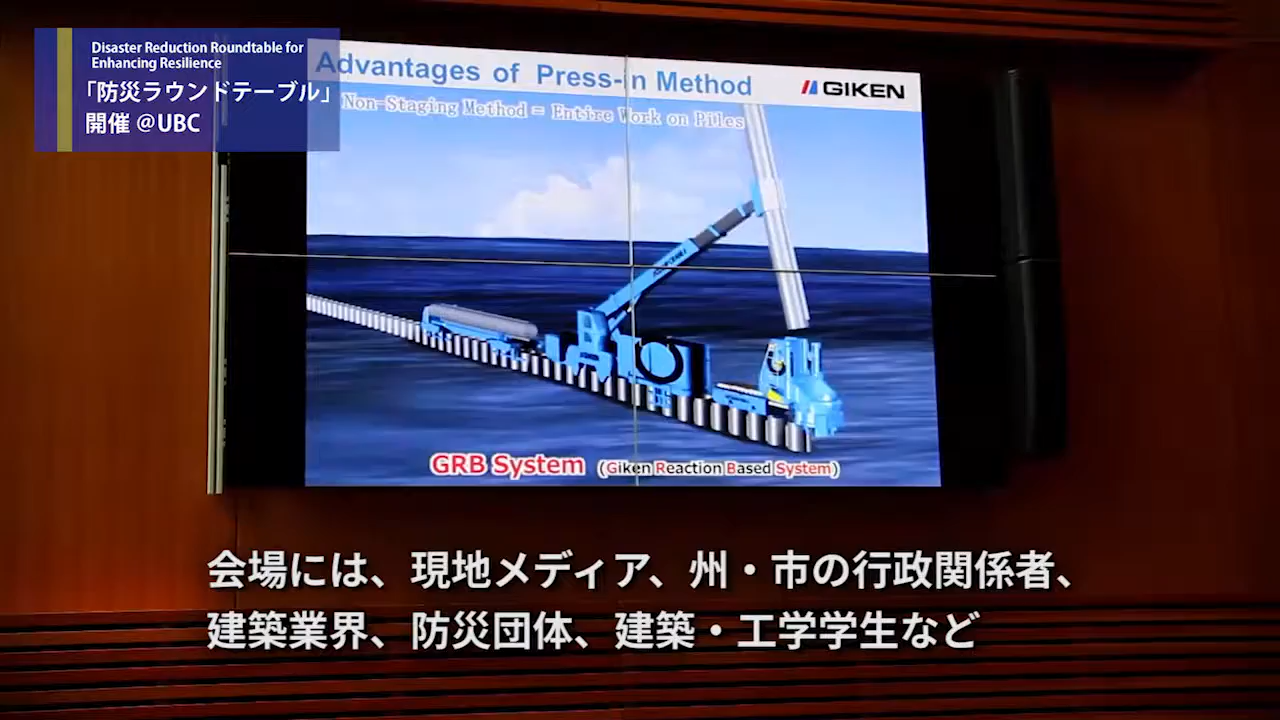 Disaster Reduction Roundtable for
Enhancing Resilience
「防災ラウンドテーブル」
開催 @UBC
Advantages of Press-in Method
GIKEN
Non-Staging Method = Entire Work on Piles
GRB System (Giken Reaction Based System)
会場には、現地メディア、州・市の行政関係者、
建築業界、防災団体、建築・工学学生など